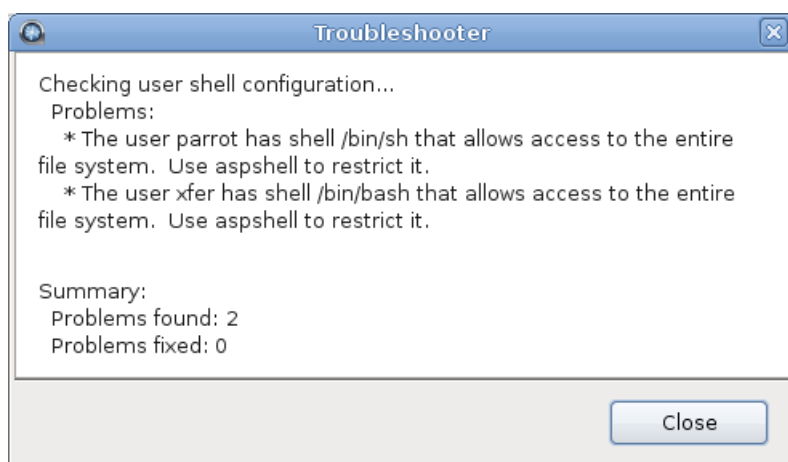 Troubleshooter
Checking user shell configuration...
Problems:
* The user parrot has shell /bin/sh that allows access to the entire
file system.  Use aspshell to restrict it.
* The user xfer has shell /bin/bash that allows access to the entire
file system.  Use aspshell to restrict it.
Summary:
Problems found: 2
Problems fixed: 0
Close